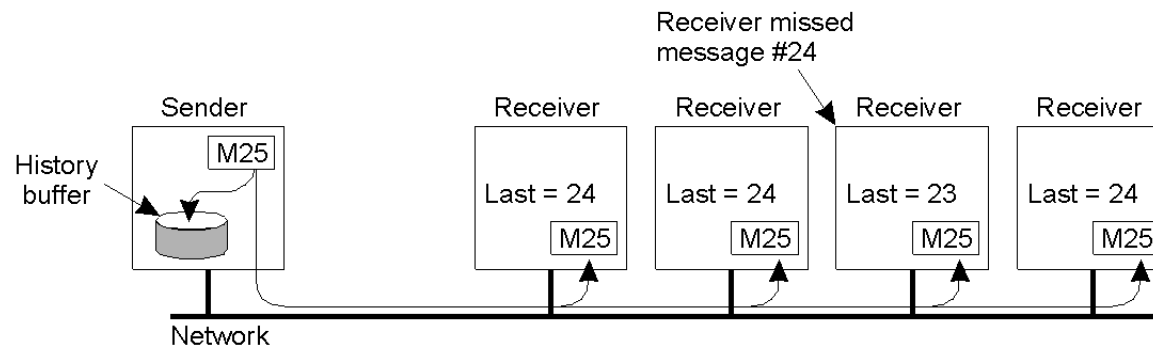 Receiver missed
message #24
Sender
Receiver
Receiver
Receiver
Receiver
M25
History
buffer
Last = 24
Last = 24
Last = 23
Last = 24
M25
M25
M25
M25
Network